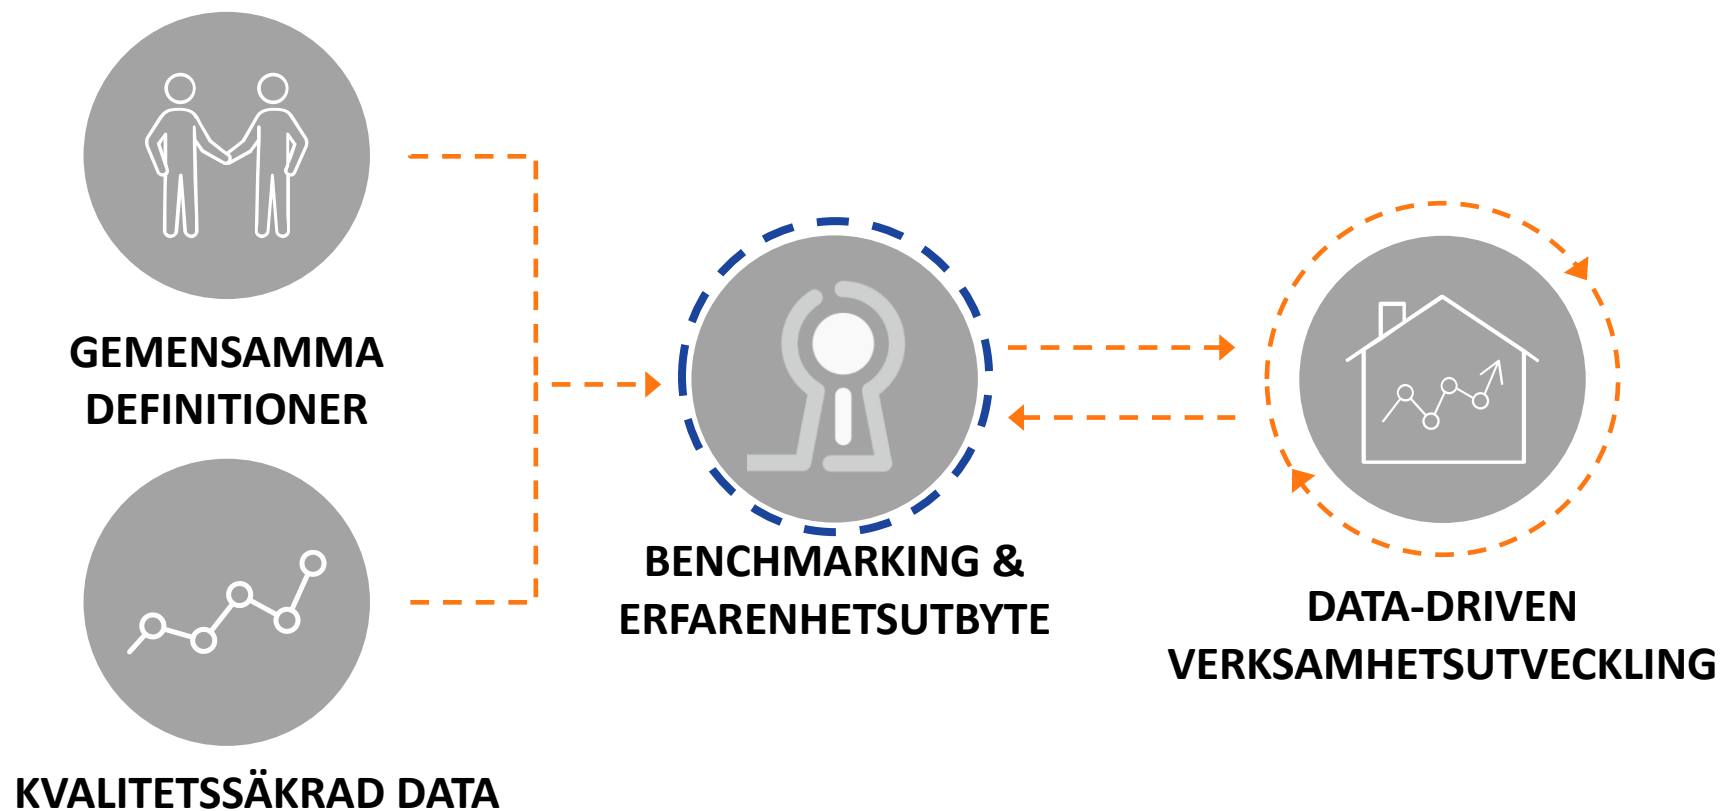 GEMENSAMMA
DEFINITIONER
KVALITETSSÄKRAD DATA
BENCHMARKING &
ERFARENHETSUTBYTE
DATA-DRIVEN
VERKSAMHETSUTVECKLING